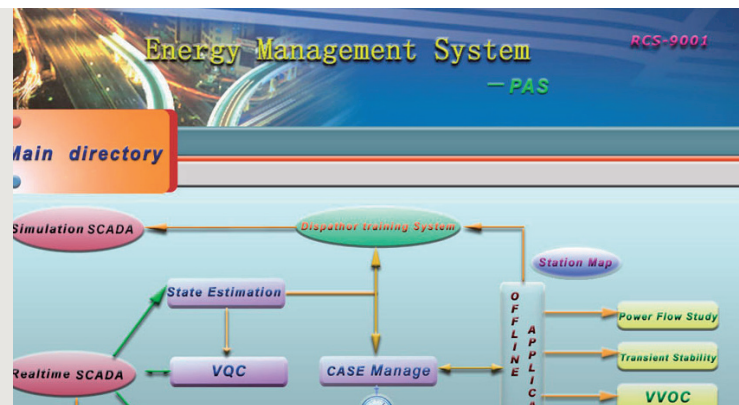 Energy Management System
RCS-9001
—PAS
Main directory
Simulation SCADA
Dispather training System
Station Map
State Estimation
OFFLINE
APPLICA
Power Flow Study
Transient Stability
Realtime SCADA
VQC
CASE Manage
VVOC